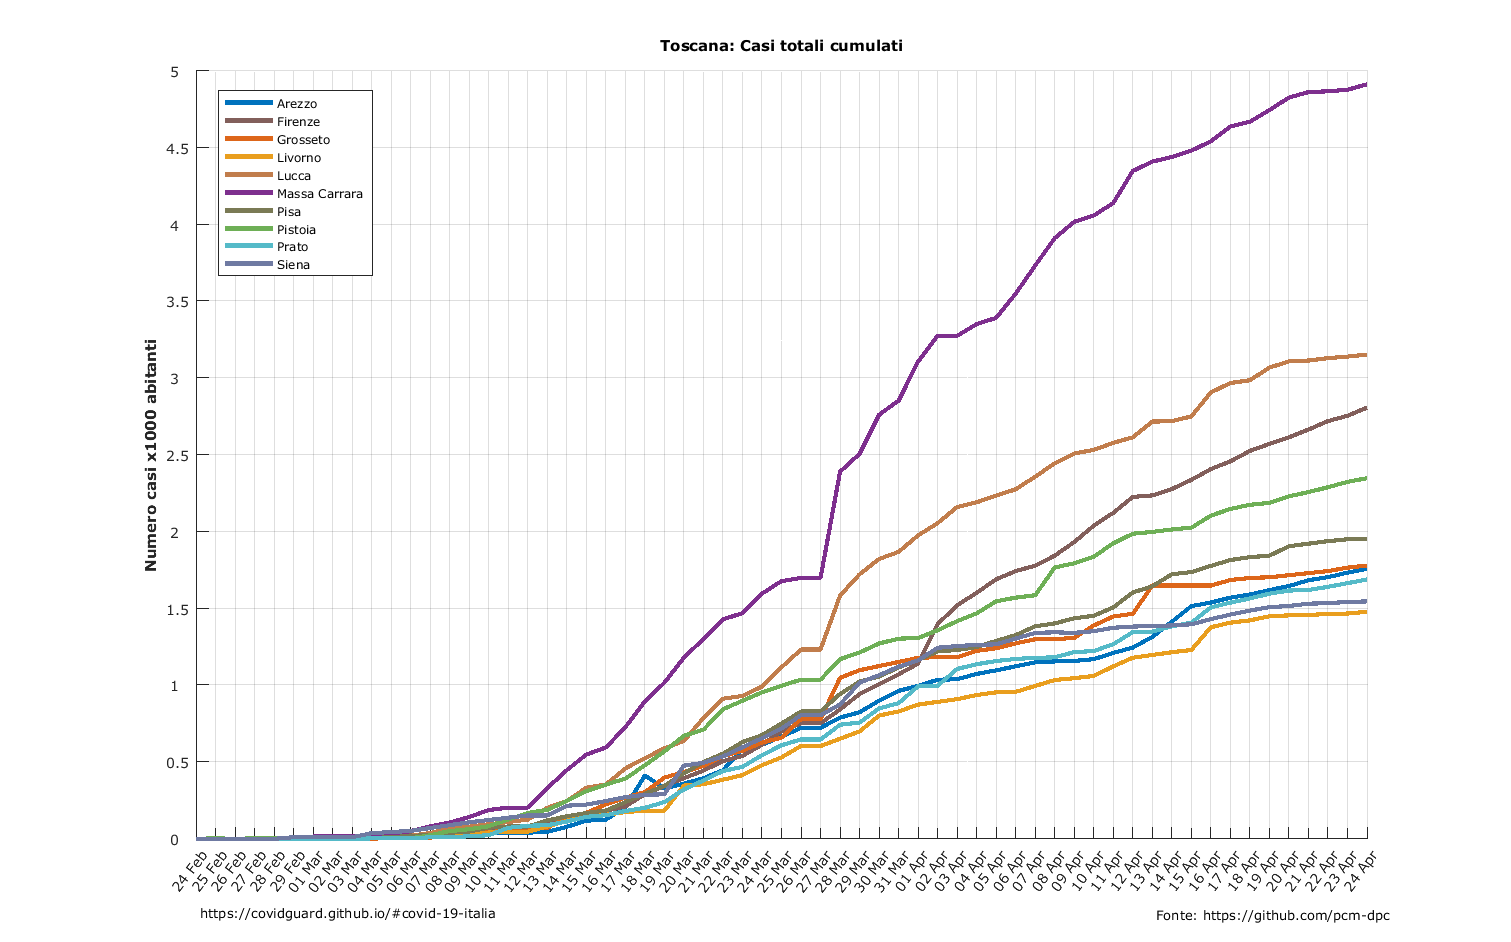 Toscana: Casi totali cumulati
Numero casi x1000 abitanti
5
4.5
4
3.5
3
2.5
2
1.5
1
0.5
0
Arezzo
Firenze
Grosseto
Livorno
Lucca
Massa Carrara
Pisa
Pistoia
Prato
Siena
24 Feb
25 Feb
26 Feb
27 Feb
28 Feb
29 Feb
01 Mar
02 Mar
03 Mar
04 Mar
05 Mar
06 Mar
07 Mar
08 Mar
09 Mar
10 Mar
11 Mar
12 Mar
13 Mar
14 Mar
15 Mar
16 Mar
17 Mar
18 Mar
19 Mar
20 Mar
21 Mar
22 Mar
23 Mar
24 Mar
25 Mar
26 Mar
27 Mar
28 Mar
29 Mar
30 Mar
31 Mar
01 Apr
02 Apr
03 Apr
04 Apr
05 Apr
06 Apr
07 Apr
08 Apr
09 Apr
10 Apr
11 Apr
12 Apr
13 Apr
14 Apr
15 Apr
16 Apr
17 Apr
18 Apr
19 Apr
20 Apr
21 Apr
22 Apr
23 Apr
24 Apr
https://covidguard.github.io/#covid-19-italia
Fonte: https://github.com/pcm-dpc